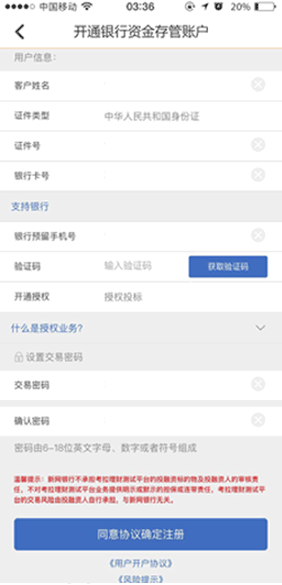 中国移动
03:36
20%
开通银行资金存管账户
用户信息：
客户姓名
证件类型 中华人民共和国身份证
证件号
银行卡号
支持银行
银行预留手机号
验证码 输入验证码 获取验证码
开通授权 授权投标
什么是授权业务?
设置交易密码
交易密码
确认密码
密码由6-18位英文字母、数字或者符号组成
温馨提示：新网银行不承担考拉理财测试平台的投融资标的物及投融资人的审核责
任，不对考拉理财测试平台业务提供明示或默示的担保或连带责任，考拉理财测试平
台的交易风险由投融资人自行承担，与新网银行无关。
同意协议确定注册
《用户开户协议》
《风险提示》